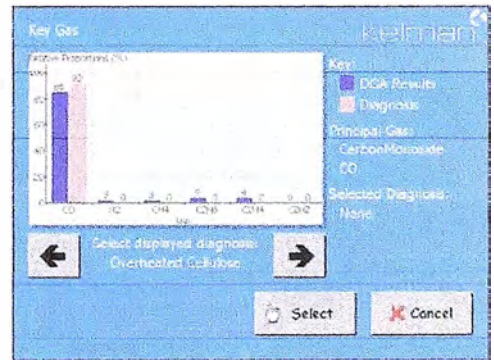 Key Gas
kelman
Relative Proportions (%)
Key:
DGA Results
Diagnosis
Principal Gas:
CarbonMonoxide
CO
Selected Diagnosis:
None
CO H2 CH4 C2H6 C2H4 C2H2
Select displayed diagnosis:
Overheated Cellulose
Select
Cancel